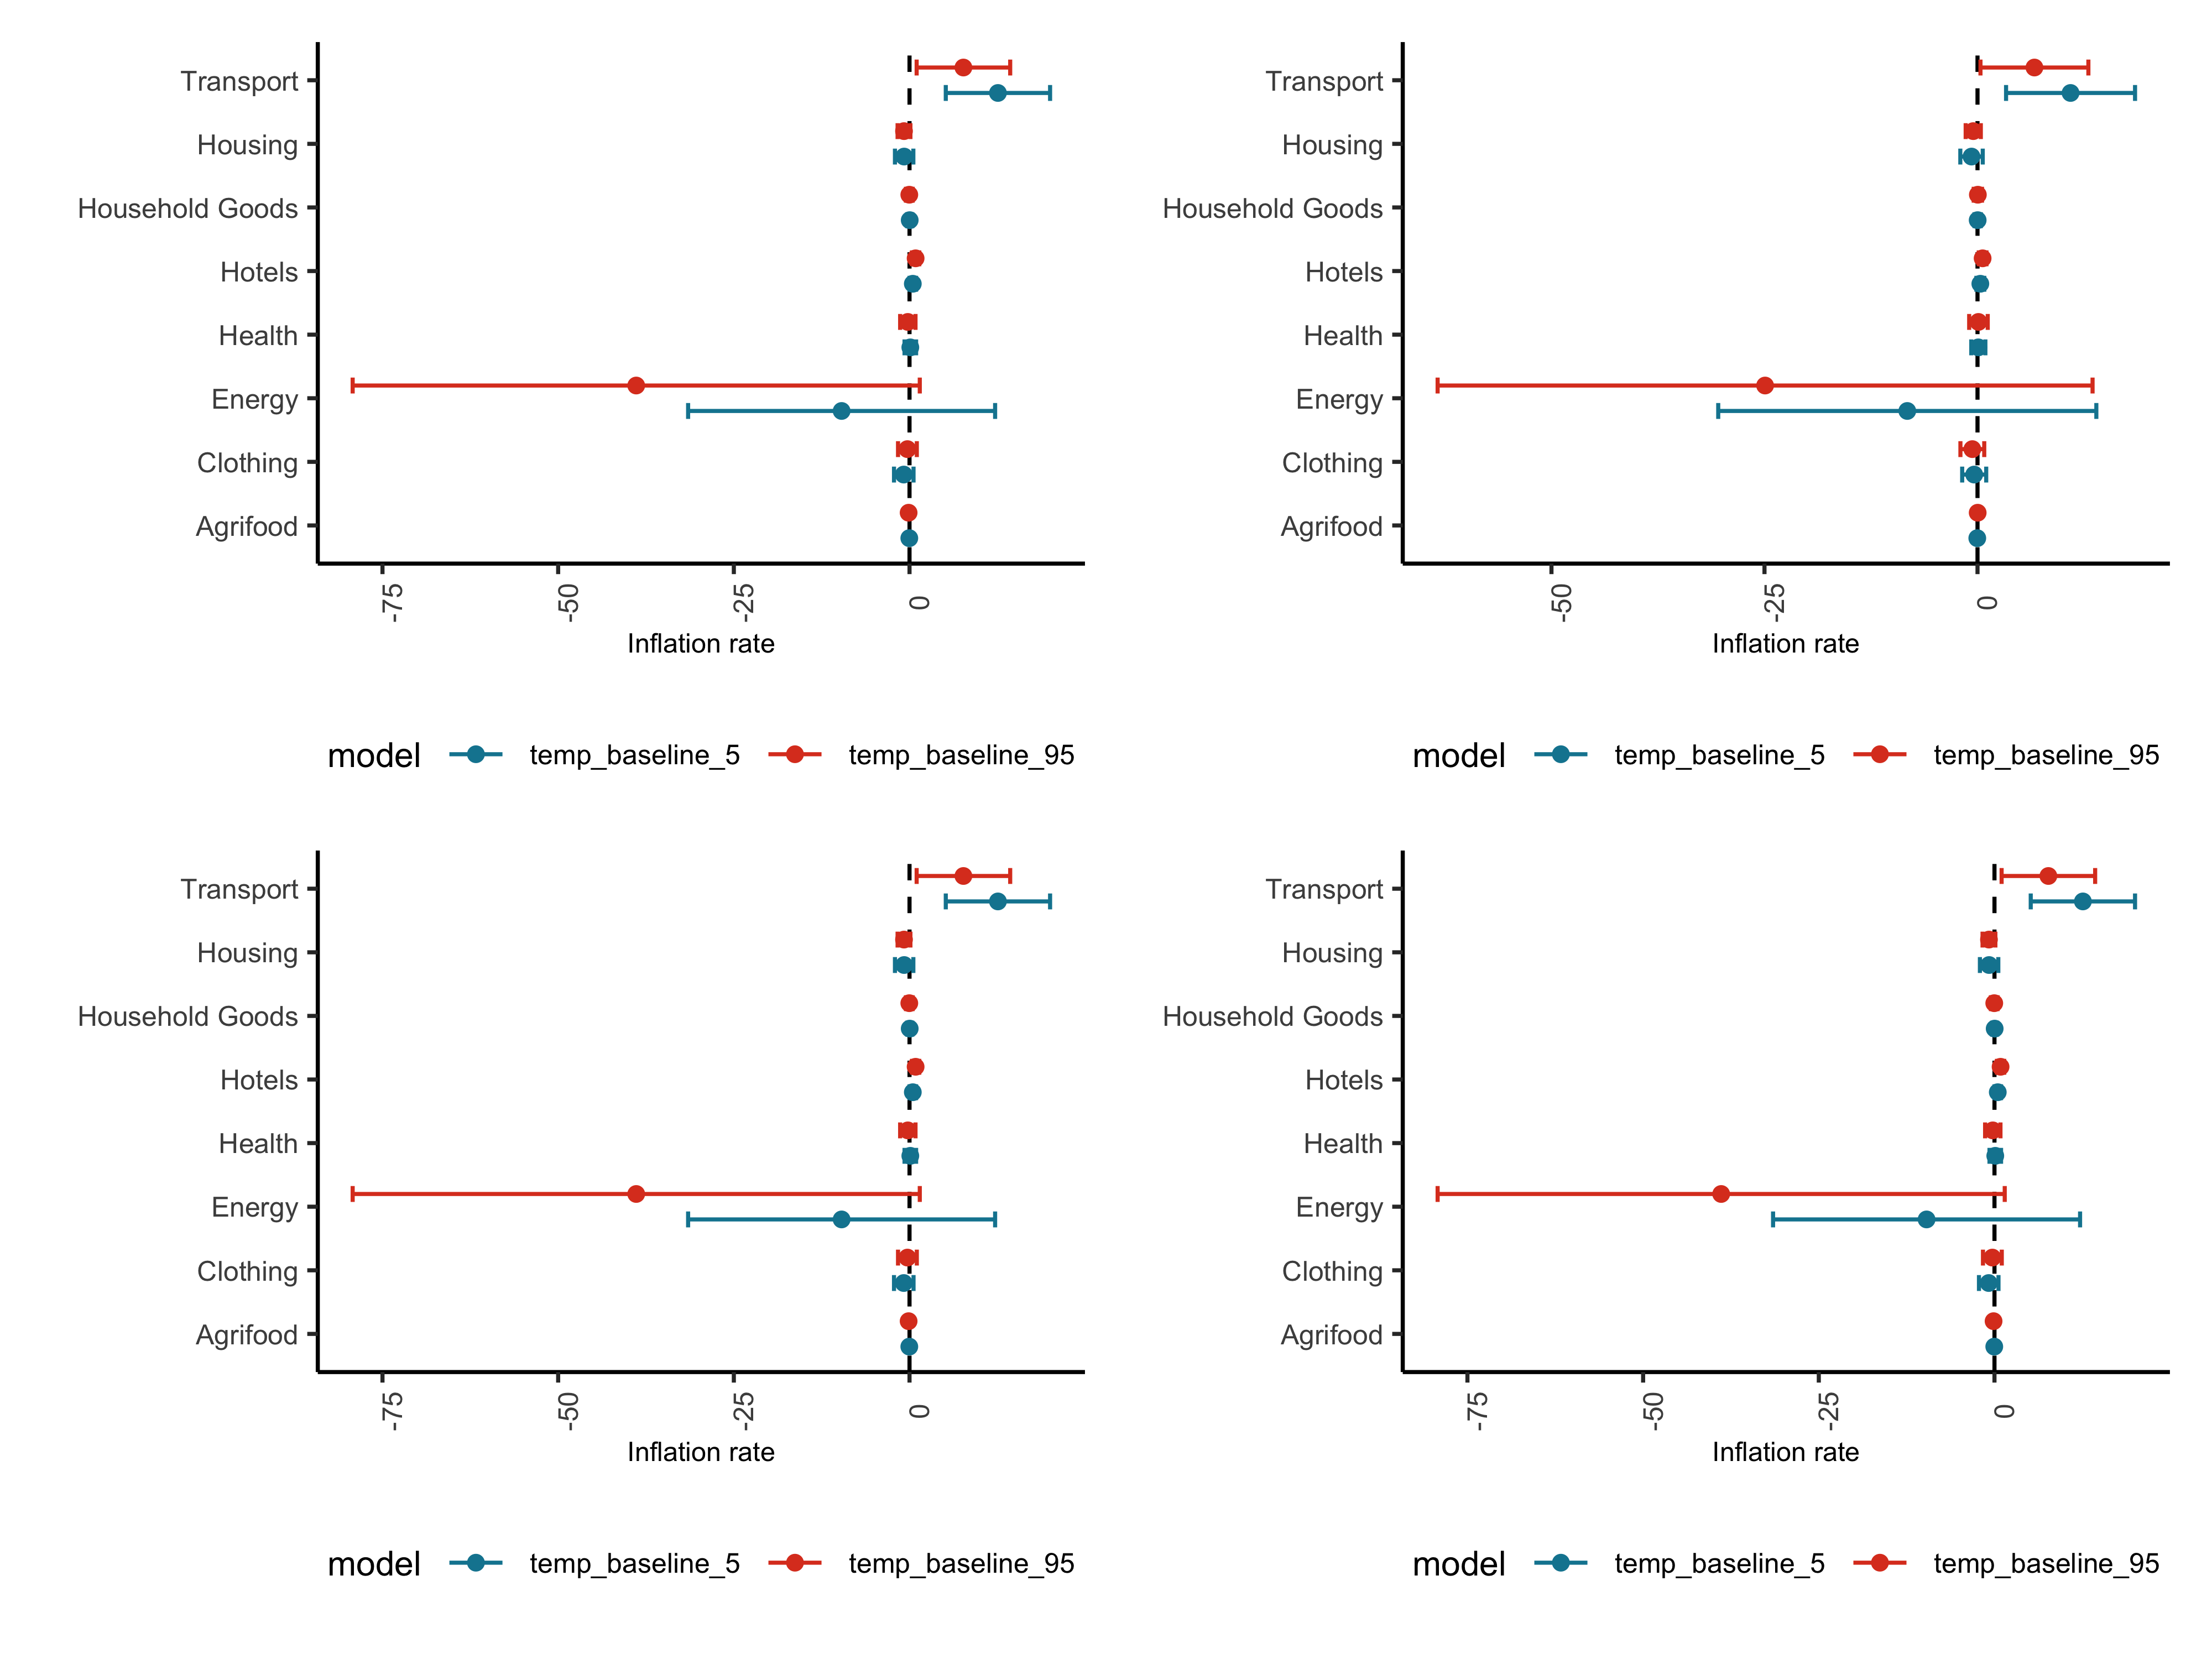 Transport
Housing
Household Goods
Hotels
Health
Energy
Clothing
Agrifood
-75 -50 -25 0
Inflation rate
model temp_baseline_5 temp_baseline_95
Transport
Housing
Household Goods
Hotels
Health
Energy
Clothing
Agrifood
-50 -25 0
Inflation rate
model temp_baseline_5 temp_baseline_95
Transport
Housing
Household Goods
Hotels
Health
Energy
Clothing
Agrifood
-75 -50 -25 0
Inflation rate
model temp_baseline_5 temp_baseline_95
Transport
Housing
Household Goods
Hotels
Health
Energy
Clothing
Agrifood
-75 -50 -25 0
Inflation rate
model temp_baseline_5 temp_baseline_95